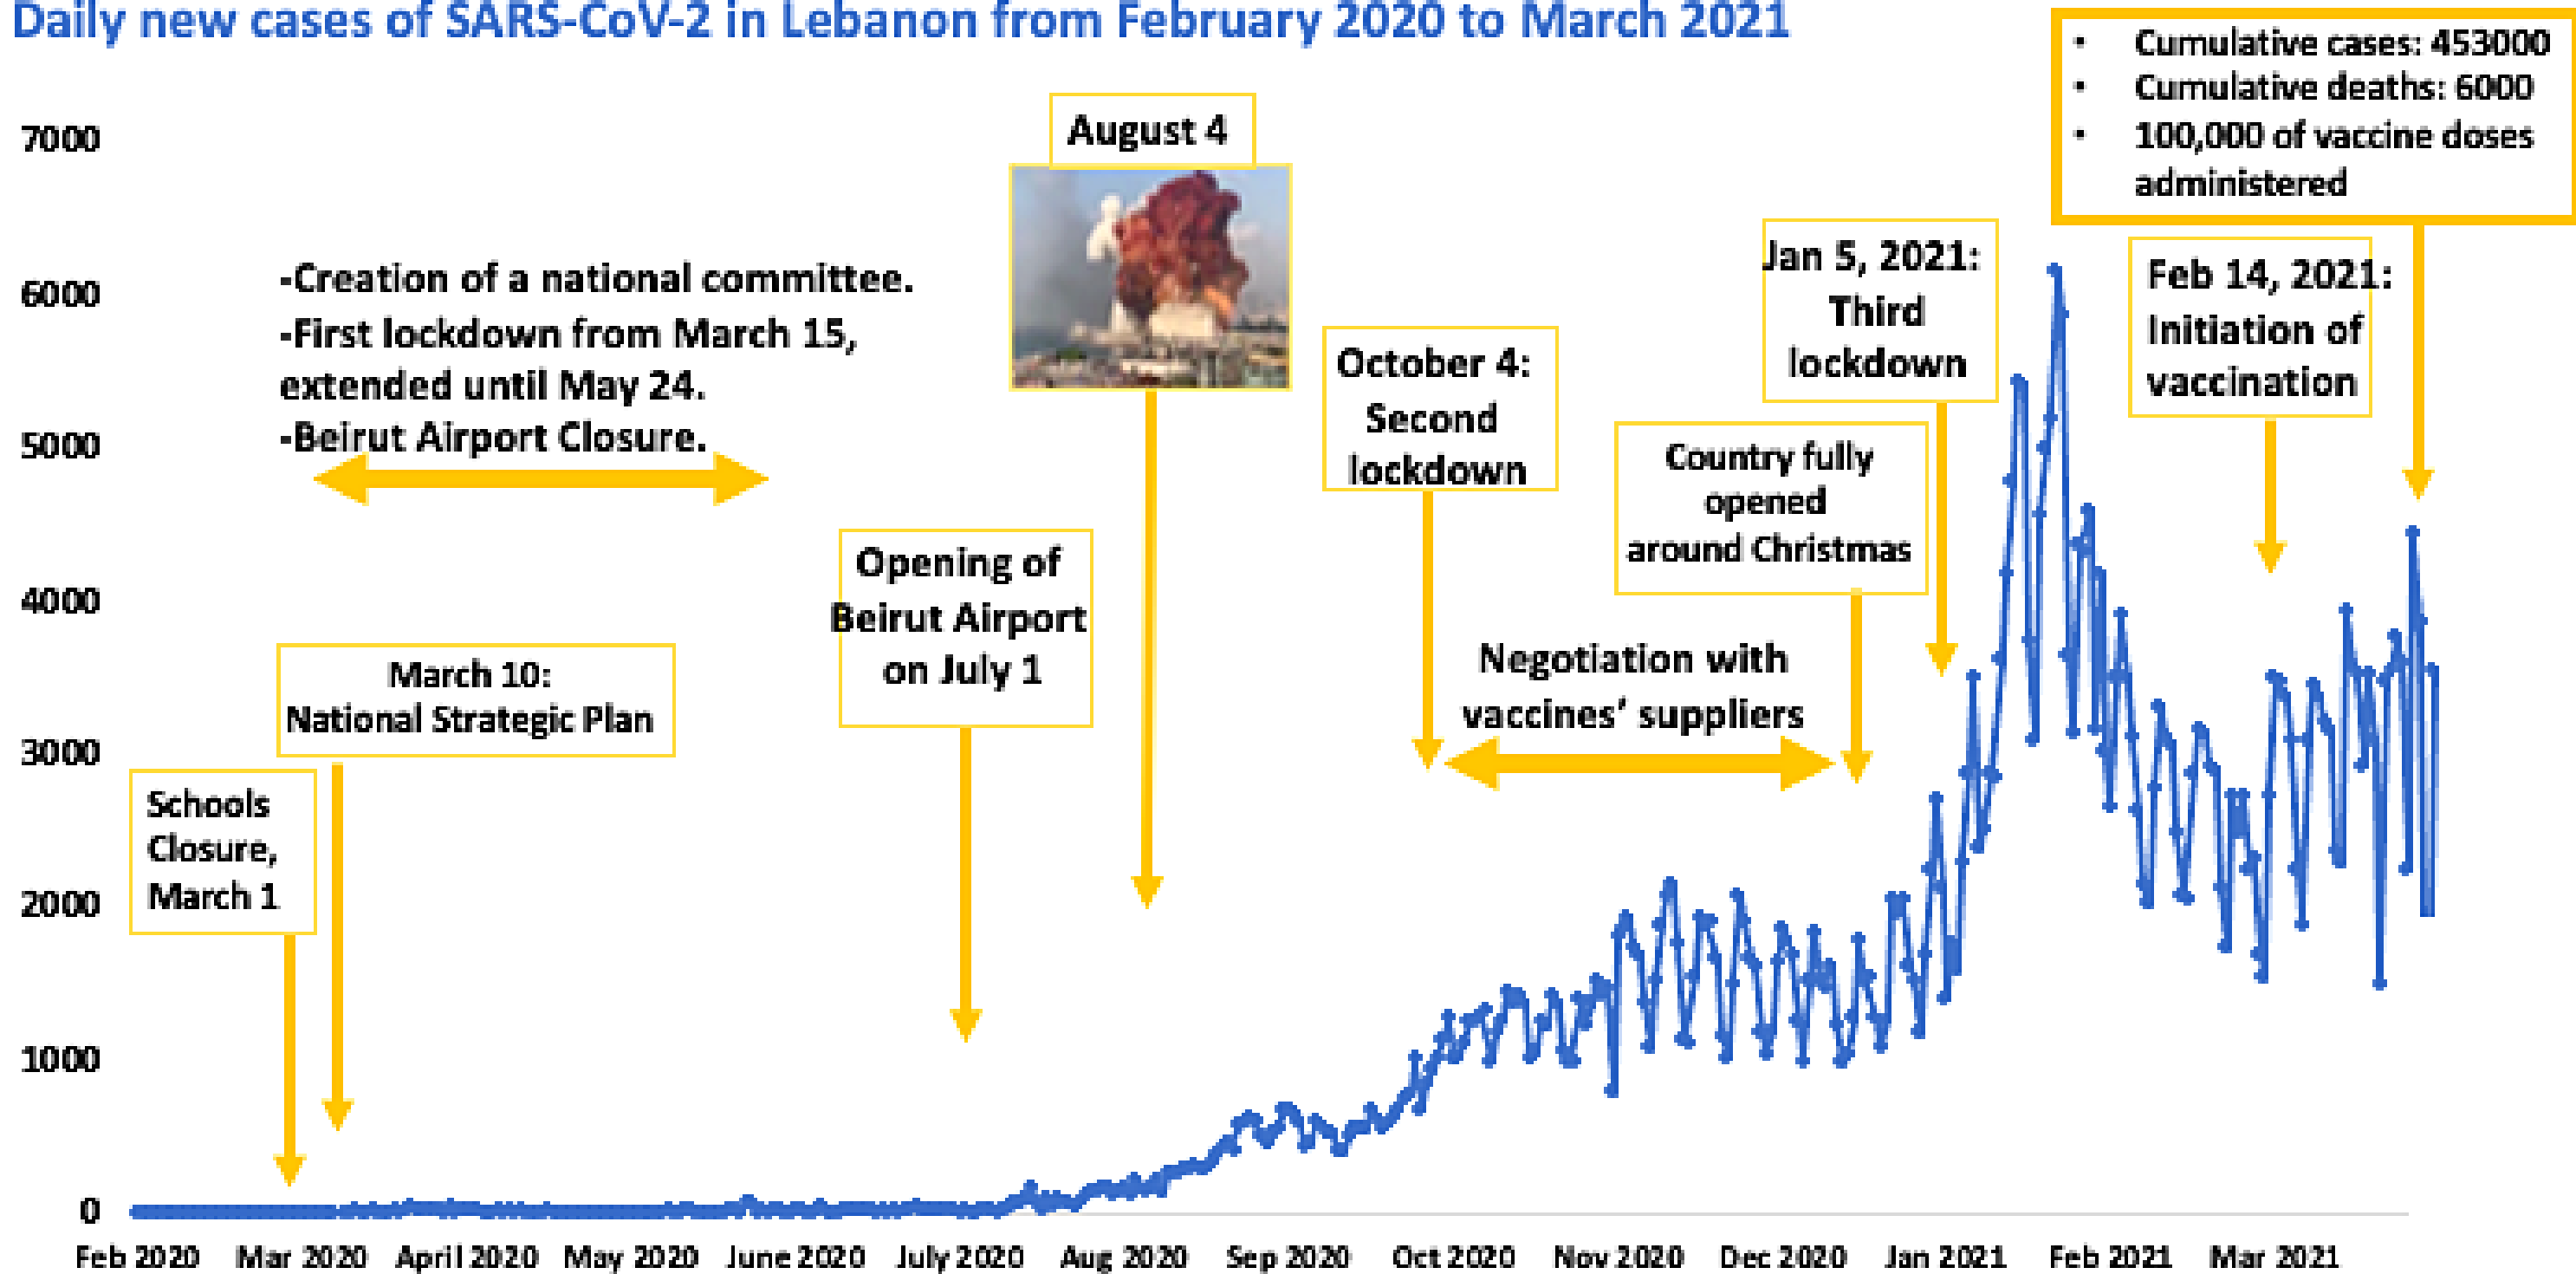 Daily new cases of SARS-CoV-2 in Lebanon from February 2020 to March 2021
• Cumulative cases: 453000
• Cumulative deaths: 6000
• 100,000 of vaccine doses
administered
7000
6000
5000
4000
3000
2000
1000
0
Schools
Closure,
March 1
March 10:
National Strategic Plan
-Creation of a national committee.
-First lockdown from March 15,
extended until May 24.
-Beirut Airport Closure.
Opening of
Beirut Airport
on July 1
August 4
October 4:
Second
lockdown
Negotiation with
vaccines’ suppliers
Country fully
opened
around Christmas
Jan 5, 2021:
Third
lockdown
Feb 14, 2021:
Initiation of
vaccination
Feb 2020 Mar 2020 April 2020 May 2020 June 2020 July 2020 Aug 2020 Sep 2020 Oct 2020 Nov 2020 Dec 2020 Jan 2021 Feb 2021 Mar 2021